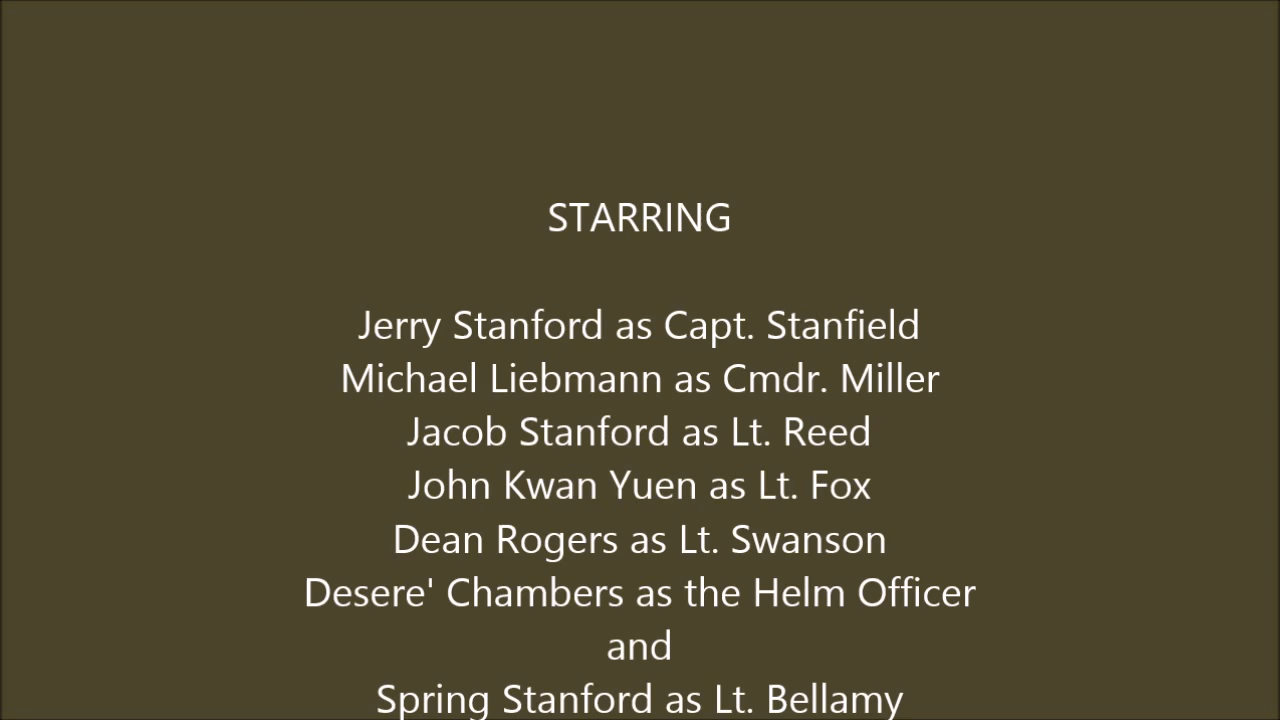 STARRING
Jerry Stanford as Capt. Stanfield
Michael Liebmann as Cmdr. Miller
Jacob Stanford as Lt. Reed
John Kwan Yuen as Lt. Fox
Dean Rogers as Lt. Swanson
Desere' Chambers as the Helm Officer
and
Spring Stanford as Lt. Bellamy